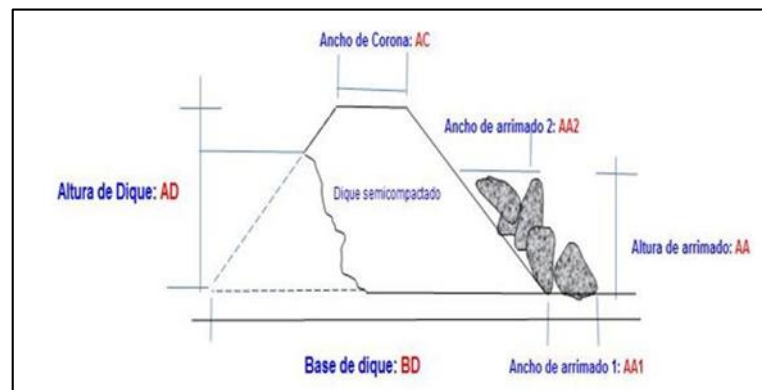 Ancho de Corona: AC
Ancho de arrimado 2: AA2
Altura de Dique: AD
Dique semicompactado
Altura de arrimado: AA
Base de dique: BD
Ancho de arrimado 1: AA1